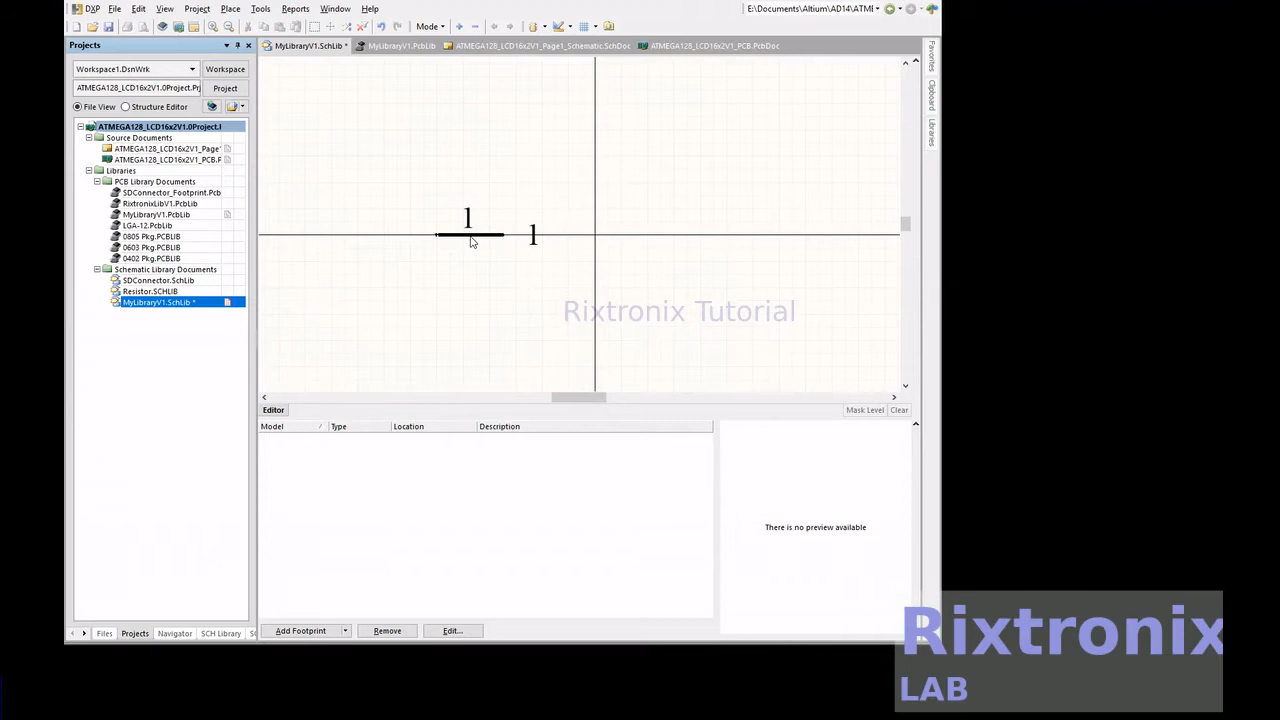 DXP File Edit View Project Place Tools Reports Window Help
E:\Documents\Altium\AD14\ATMI
Mode
Projects
MyLibraryV1.SchLib * MyLibraryV1.PcbLib ATMEGA128_LCD16x2V1_Page1_Schematic.SchDoc ATMEGA128_LCD16x2V1_PCB.PcbDoc
Workspace1.DsnWrk Workspace
ATMEGA128_LCD16x2V1.0Project.Prj Project
File View Structure Editor
ATMEGA128_LCD16x2V1.0Project.I
Source Documents
ATMEGA128_LCD16x2V1_Page'
ATMEGA128_LCD16x2V1_PCB.P
Libraries
PCB Library Documents
SDConnector_Footprint.Pcb
RixtronixLibV1.PcbLib
MyLibraryV1.PcbLib
LGA-12.PcbLib
0805 Pkg.PCBLIB
0603 Pkg.PCBLIB
0402 Pkg.PCBLIB
Schematic Library Documents
SDConnector.SchLib
Resistor.SCHLIB
MyLibraryV1.SchLib *
1
1
Rixtronix Tutorial
Favorites
Clipboard
Libraries
Editor
Mask Level Clear
Model Type Location Description
There is no preview available
Add Footprint Remove Edit...
Files Projects Navigator SCH Library
Rixtronix
LAB